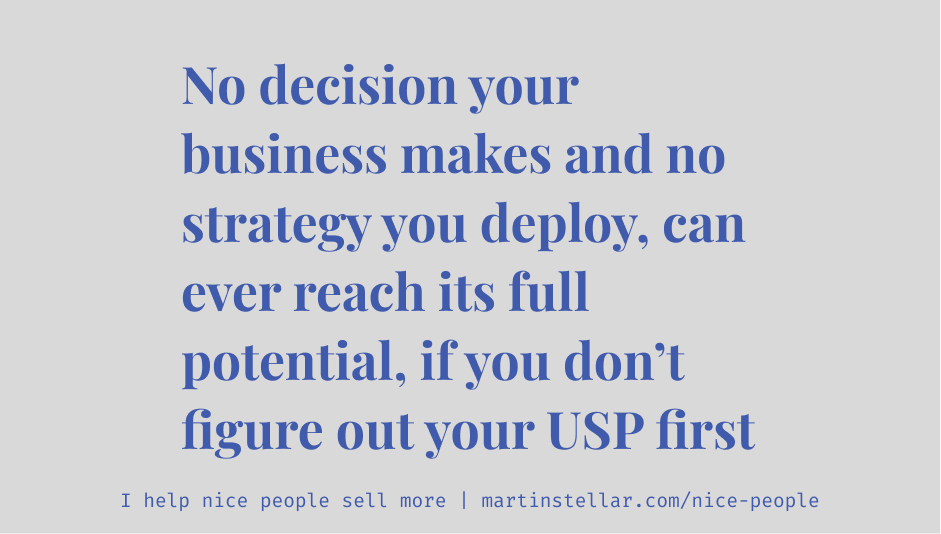 No decision your
business makes and no
strategy you deploy, can
ever reach its full
potential, if you don’t
figure out your USP first
I help nice people sell more | martinstellar.com/nice-people